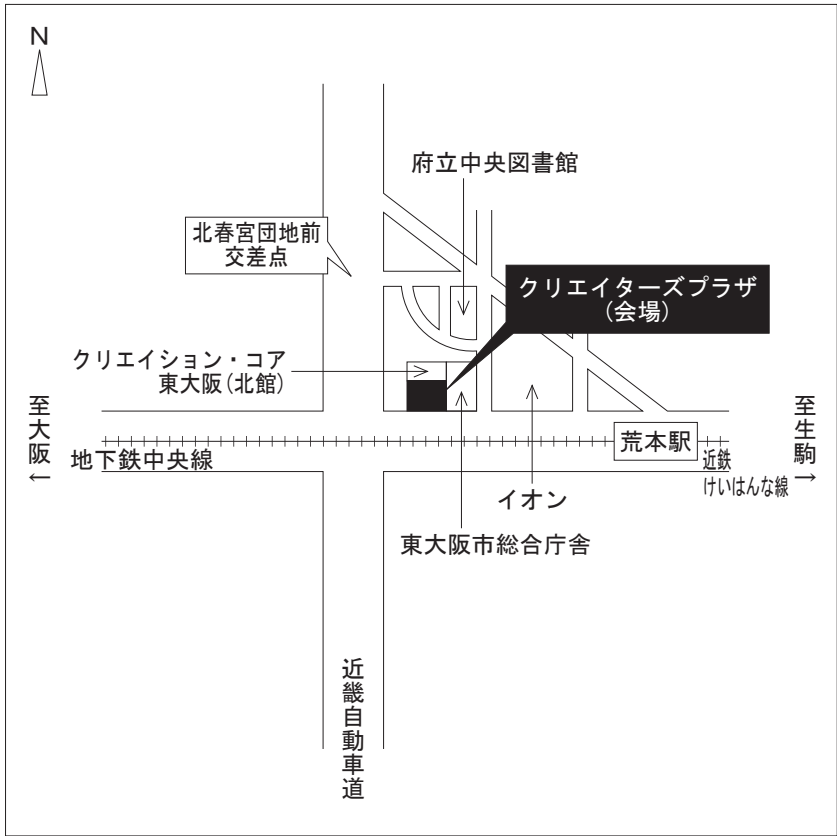 N
府立中央図書館
北春宮団地前
交差点
クリエイターズプラザ
(会場)
クリエイション・コア
東大阪(北館)
至大阪←
至生駒→
荒本駅
地下鉄中央線
近鉄
けいはんな線
イオン
東大阪市総合庁舎
近畿自動車道